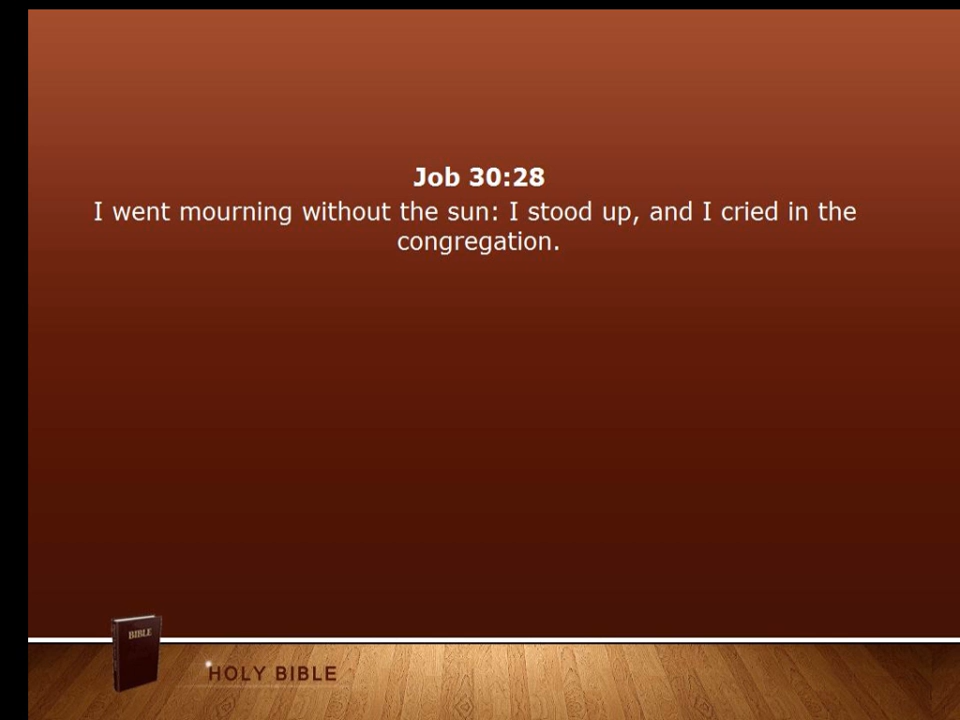 Job 30:28
I went mourning without the sun: I stood up, and I cried in the
congregation.
BIBLE
HOLY BIBLE